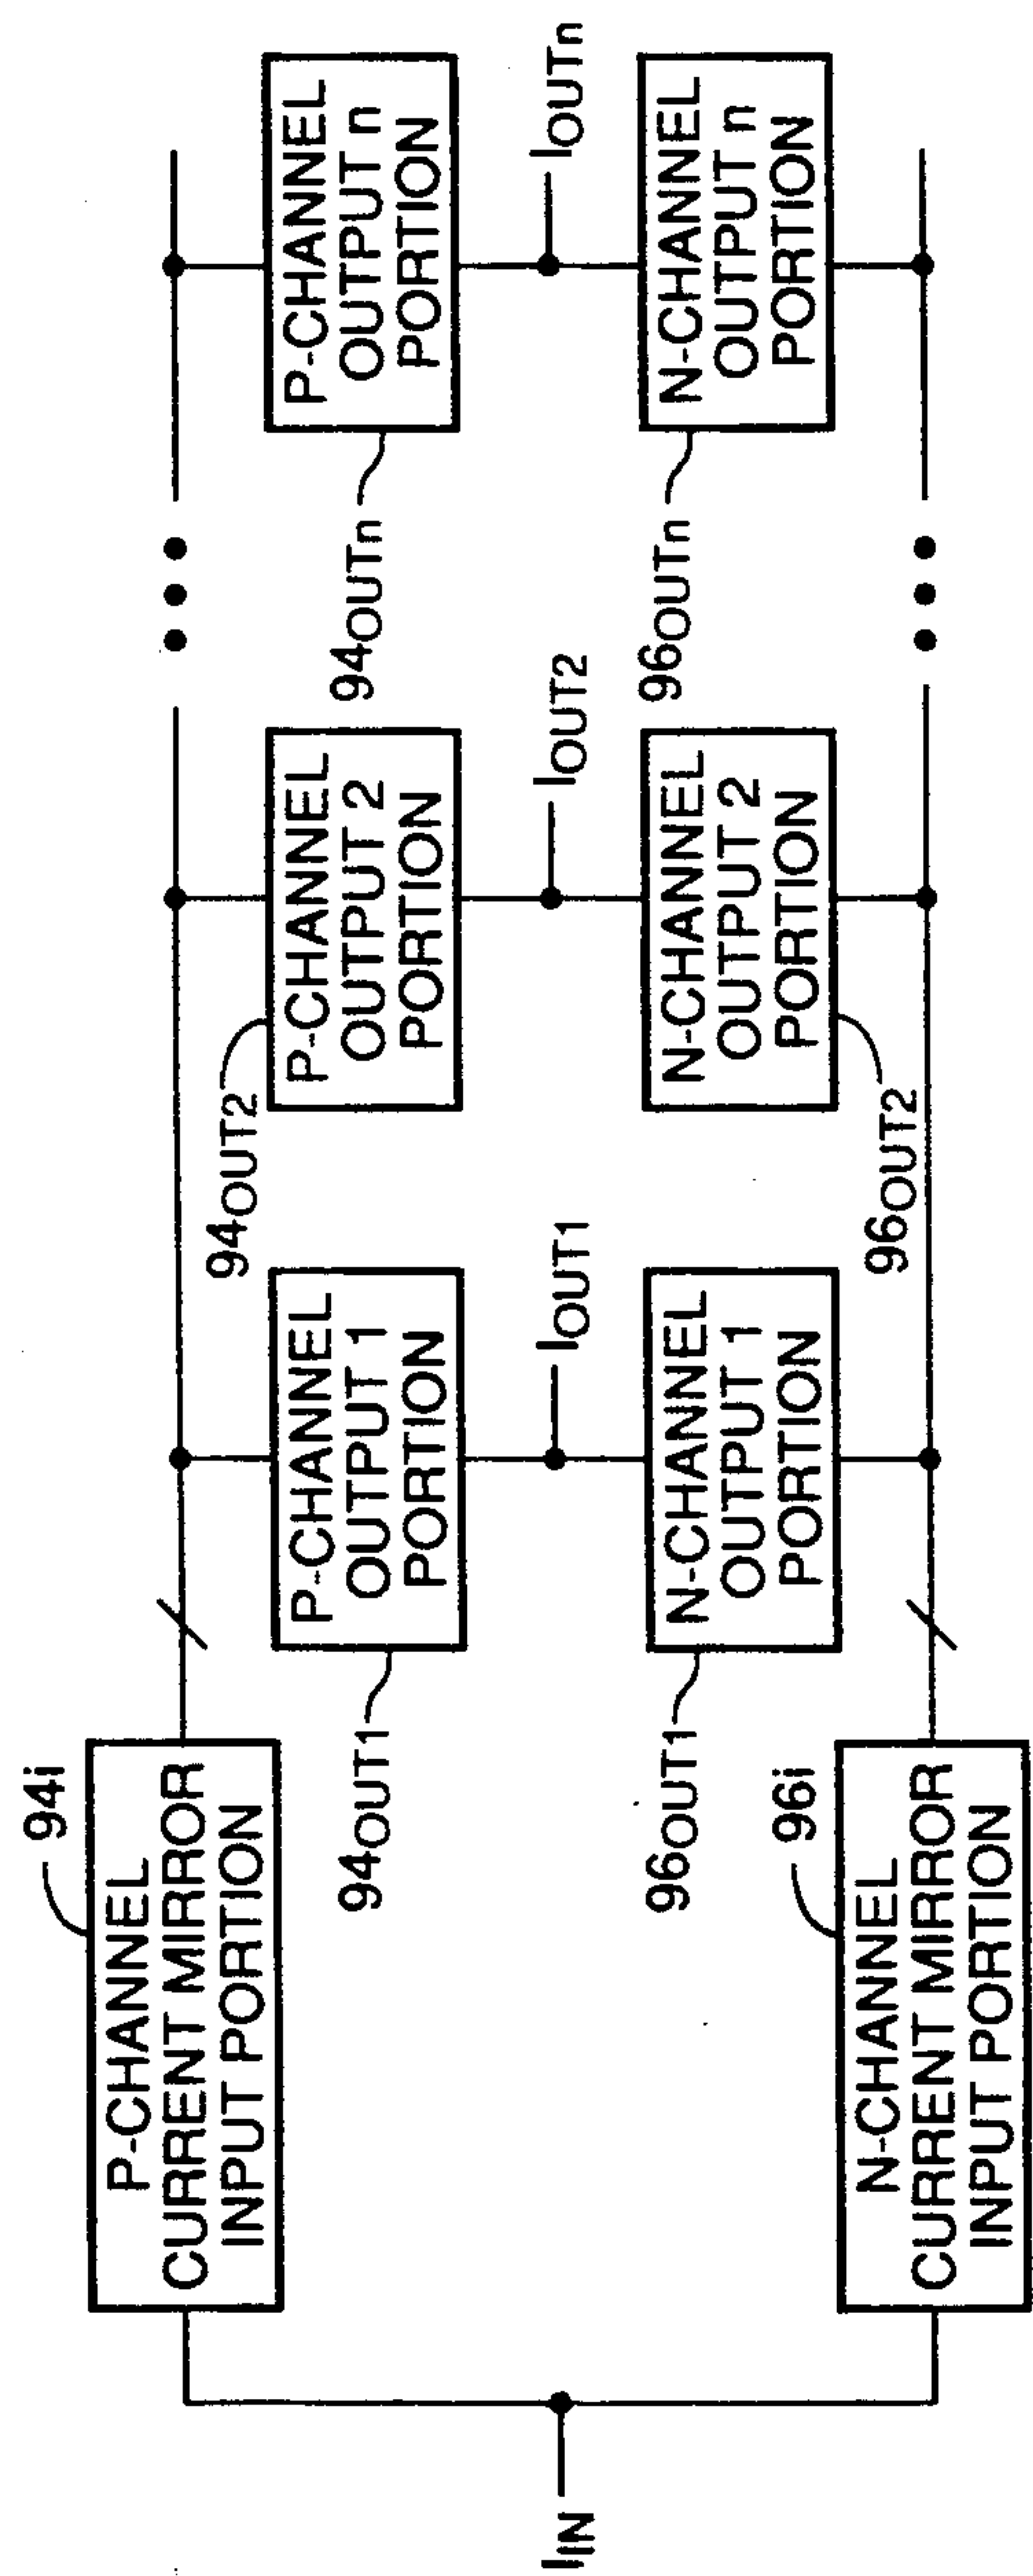 94i
P-CHANNEL
CURRENT MIRROR
INPUT PORTION
94OUT1
P-CHANNEL
OUTPUT 1
PORTION
94OUT2
P-CHANNEL
OUTPUT 2
PORTION
94OUTn
P-CHANNEL
OUTPUT n
PORTION
IIN
IOUT1
IOUT2
IOUTn
96i
N-CHANNEL
CURRENT MIRROR
INPUT PORTION
96OUT1
N-CHANNEL
OUTPUT 1
PORTION
96OUT2
N-CHANNEL
OUTPUT 2
PORTION
96OUTn
N-CHANNEL
OUTPUT n
PORTION